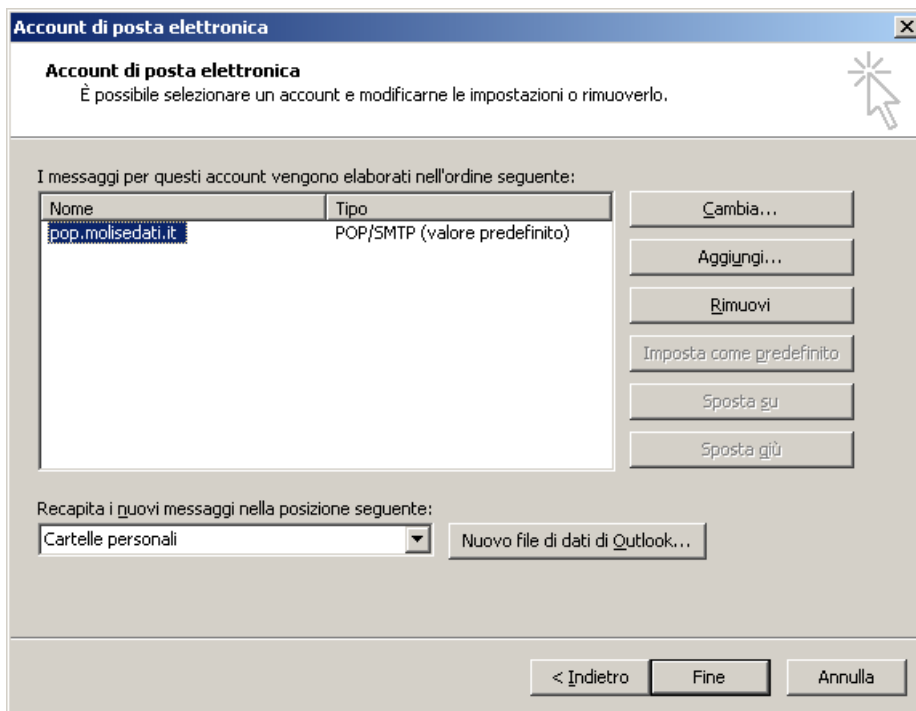 Account di posta elettronica
Account di posta elettronica
È possibile selezionare un account e modificarne le impostazioni o rimuoverlo.
I messaggi per questi account vengono elaborati nell'ordine seguente:
Nome Tipo
pop.molisedati.it POP/SMTP (valore predefinito)
Cambia...
Aggiungi...
Rimuovi
Imposta come predefinito
Sposta su
Sposta giù
Recapita i nuovi messaggi nella posizione seguente:
Cartelle personali Nuovo file di dati di Outlook...
< Indietro Fine Annulla